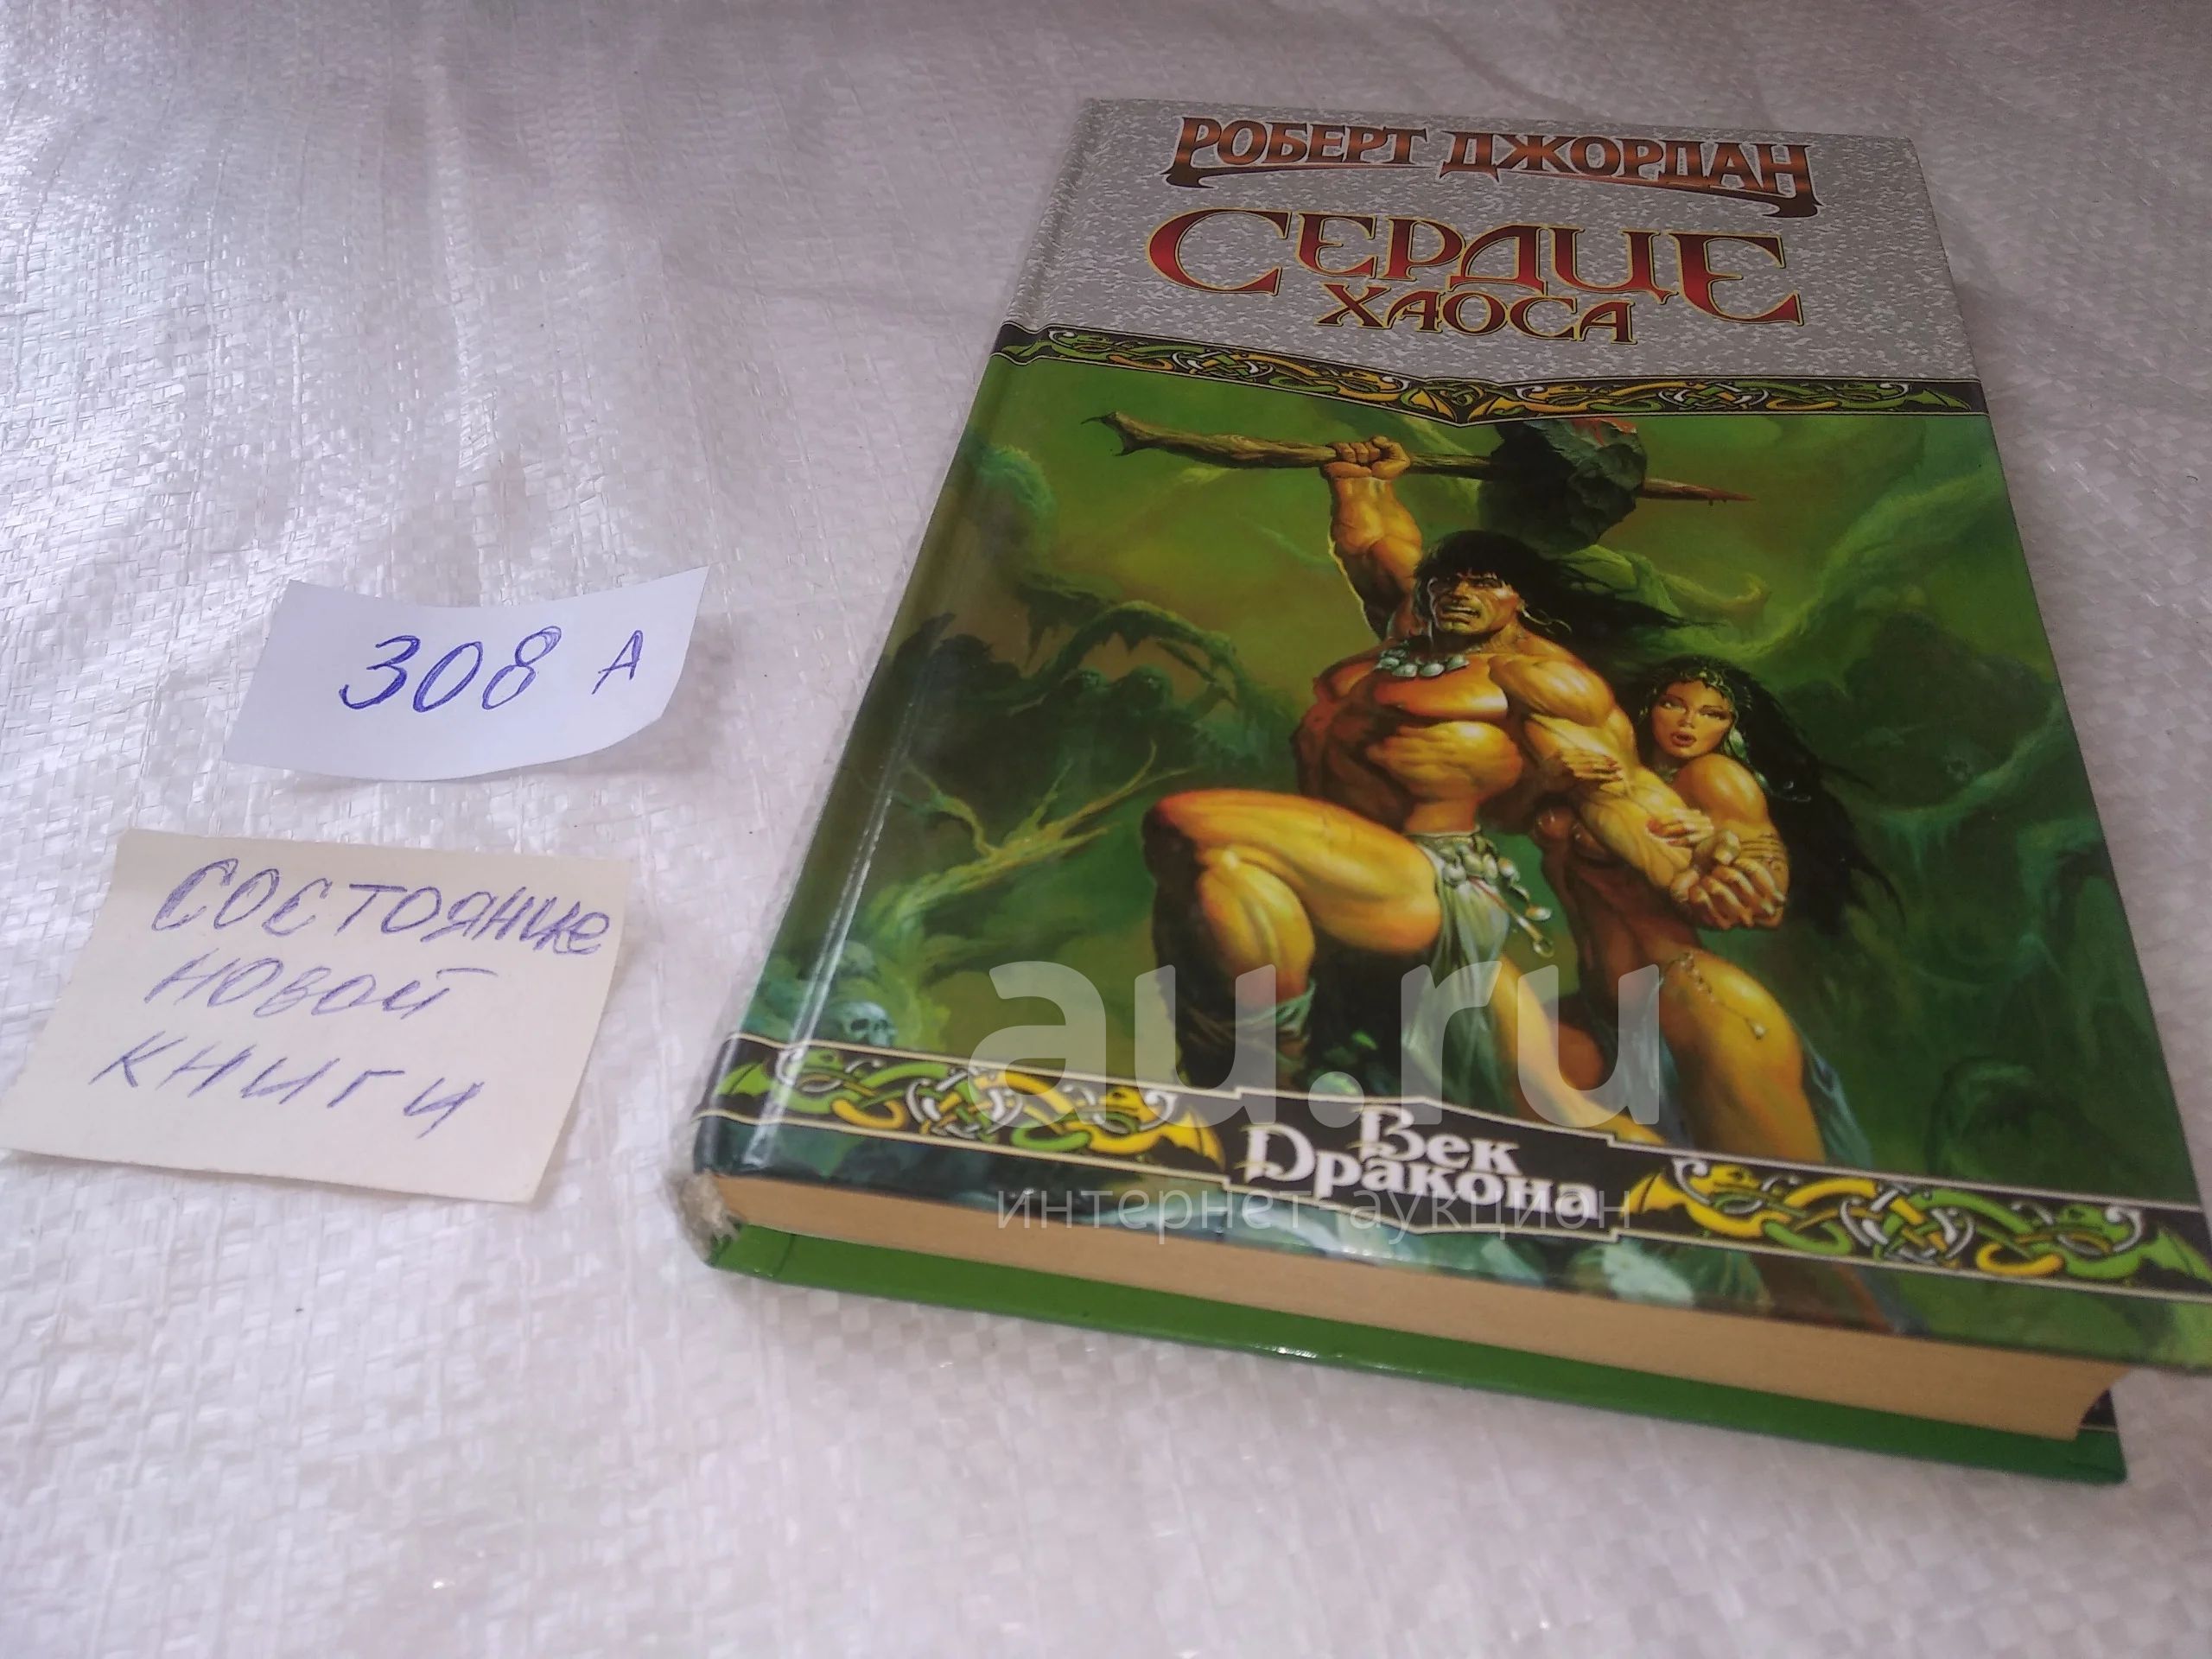 РОБЕРТ ДЖОРДАН
СЕРДЦЕ
ХАОСА
308 А
СОСТОЯНИЕ
НОВОЙ
КНИГИ
au.ru
Век
Дракона
интернет-аукцион